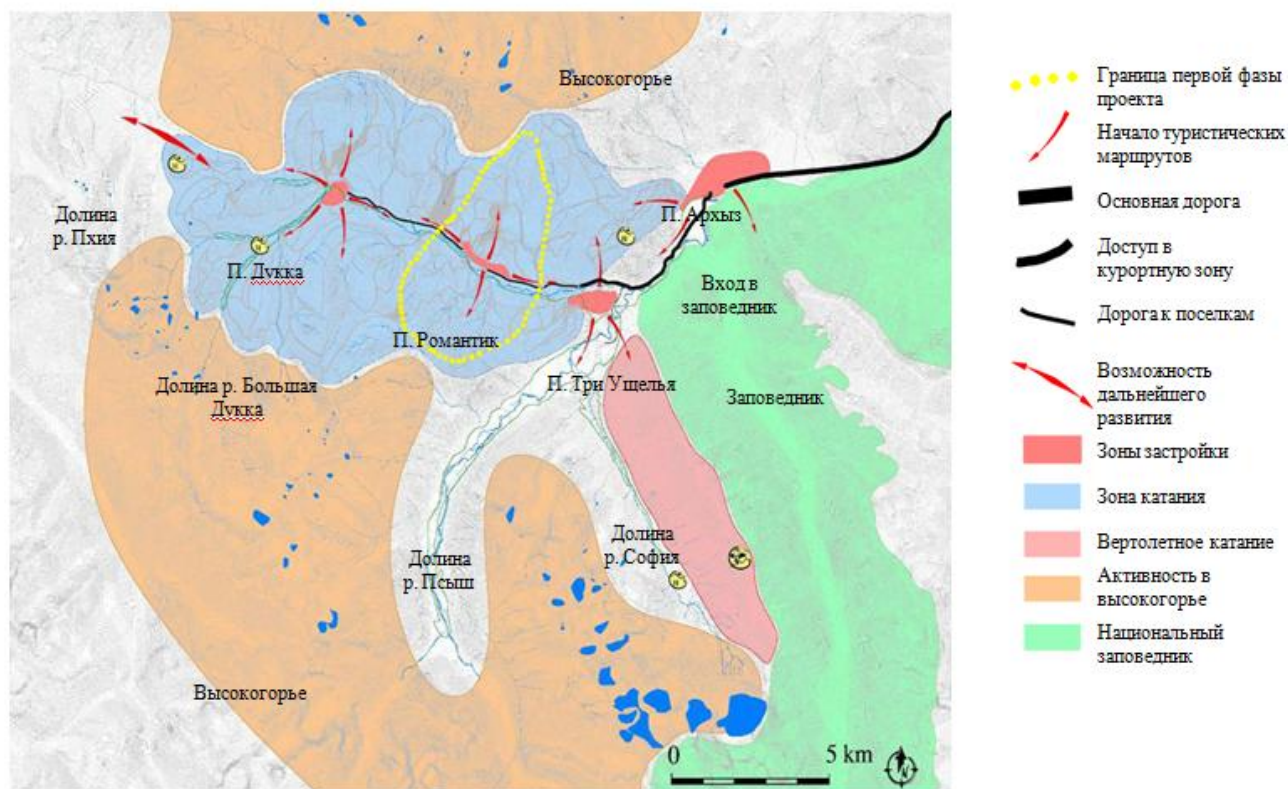 Высокогорье
Долина
р. Пхия
П. Дукка
П. Архыз
Вход в
заповедник
П. Романтик
Долина р. Большая
Дукка
П. Три Ущелья
Заповедник
Долина
р. Псыш
Долина
р. София
Высокогорье
0 5 km
N
Граница первой фазы
проекта
Начало туристических
маршрутов
Основная дорога
Доступ в
курортную зону
Дорога к поселкам
Возможность
дальнейшего
развития
Зоны застройки
Зона катания
Вертолетное катание
Активность в
высокогорье
Национальный
заповедник